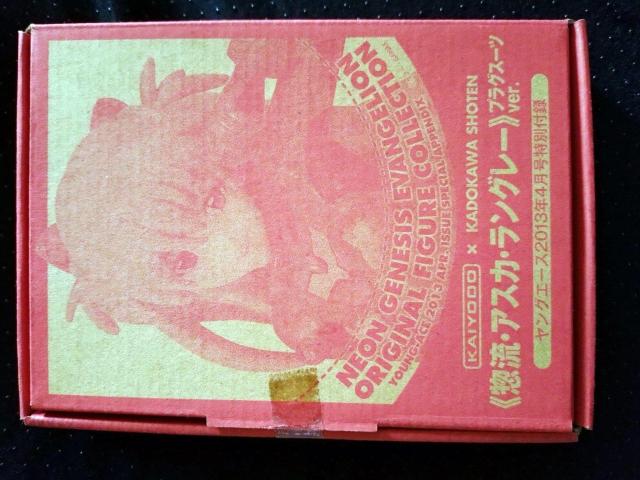 NEON GENESIS EVANGELION
ORIGINAL FIGURE COLLECTION
YOUNG-ACE 2013 APR. ISSUE SPECIAL APPENDIX
KAIYODO × KADOKAWA SHOTEN
《惣流・アスカ・ラングレー》プラグスーツver.
ヤングエース2013年4月号特別付録